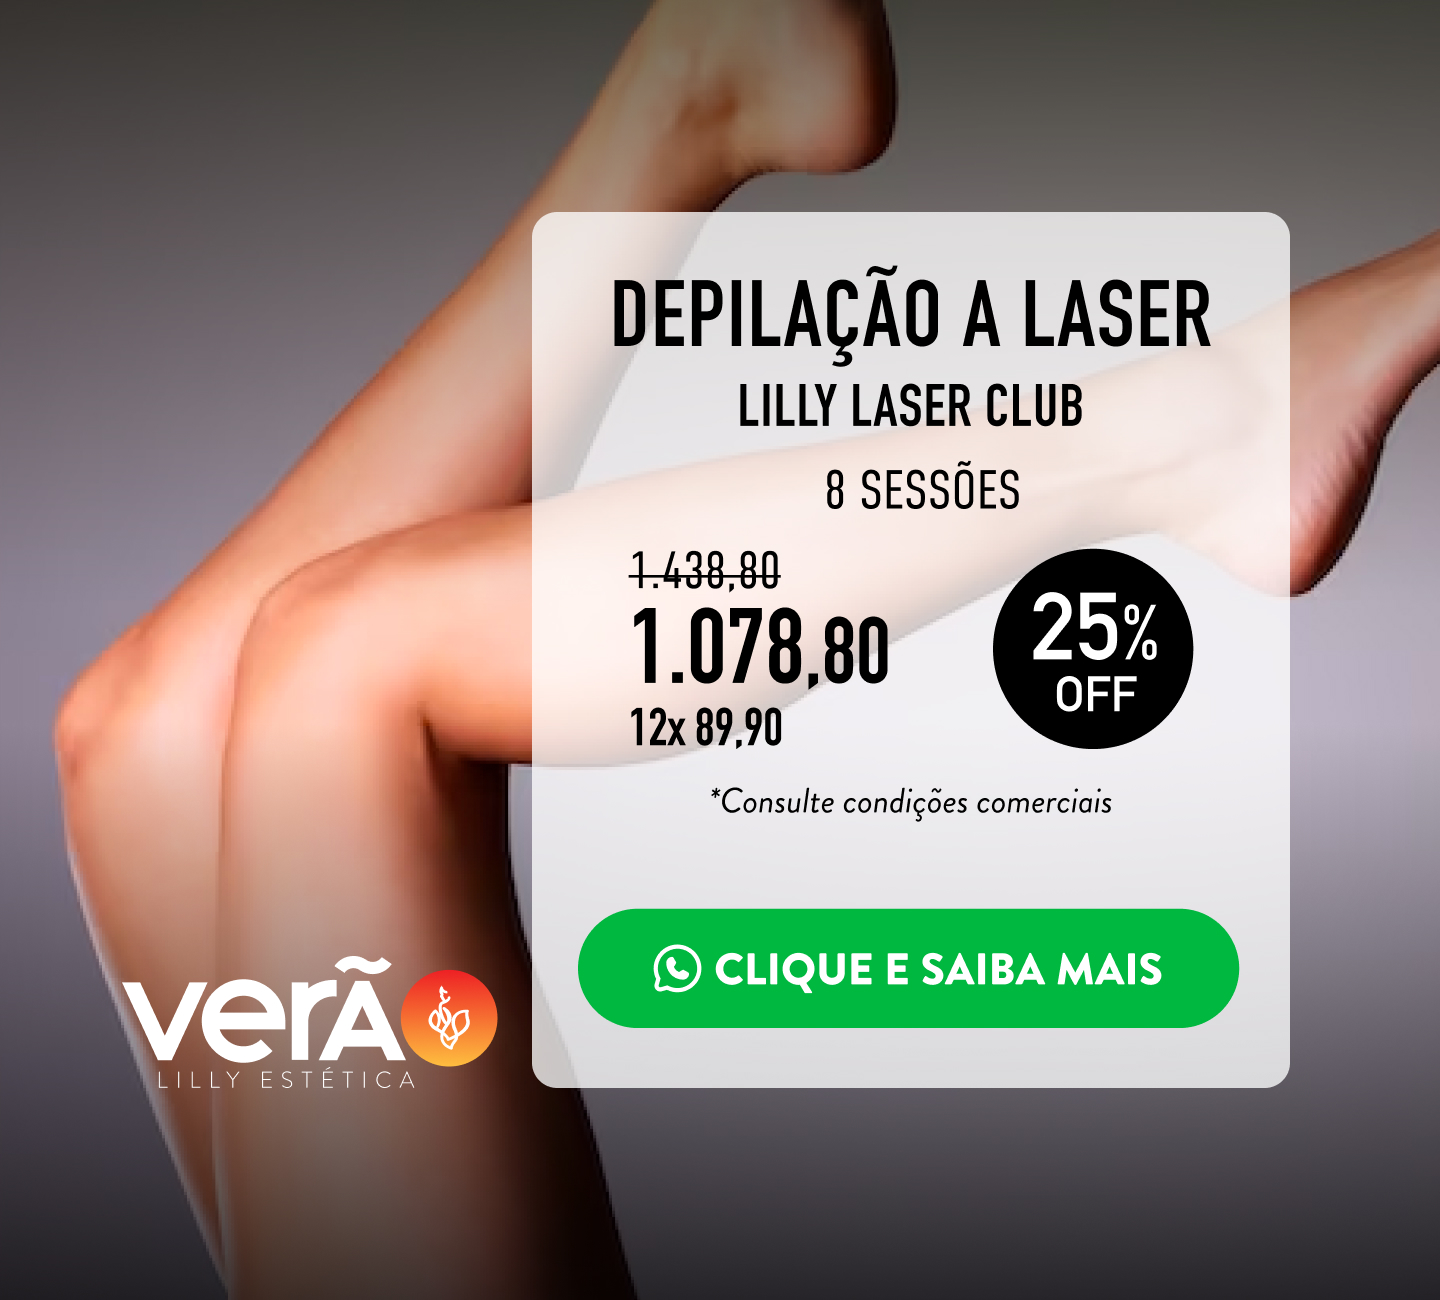 DEPILAÇÃO A LASER
LILLY LASER CLUB
8 SESSÕES
1.438,80
1.078,80
12x 89,90
25%
OFF
*Consulte condições comerciais
CLIQUE E SAIBA MAIS
verÃo
LILLY ESTÉTICA